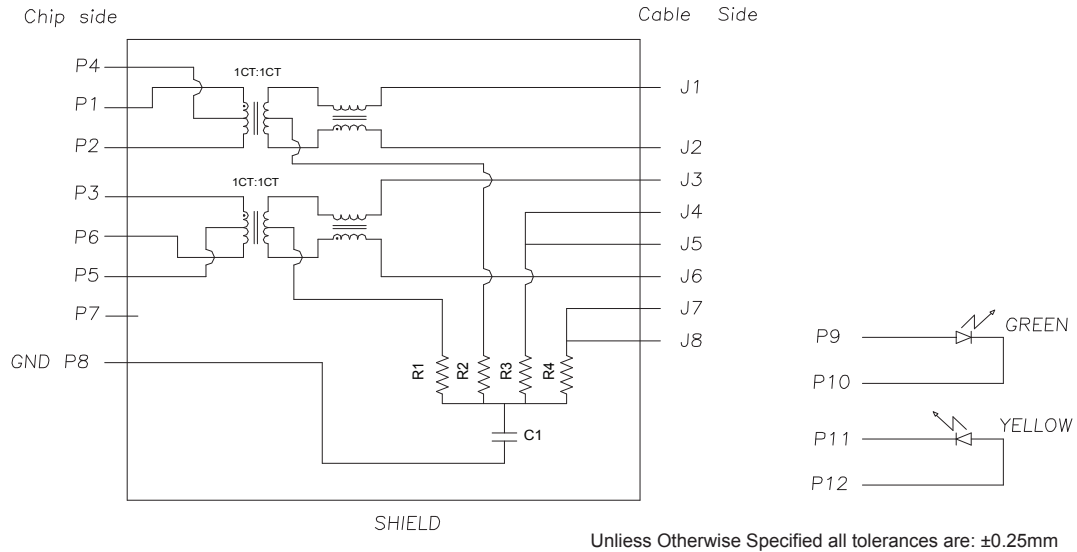 Chip side
Cable Side
P4
1CT:1CT
J1
P1
P2
J2
P3
1CT:1CT
J3
J4
P6
J5
P5
J6
P7
J7
J8
GND P8
R1
R2
R3
R4
C1
SHIELD
P9
GREEN
P10
P11
YELLOW
P12
Unliess Otherwise Specified all tolerances are: ±0.25mm